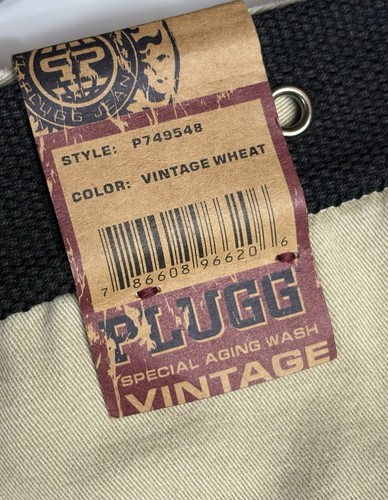 PLUGG JEANS
STYLE: P749548
COLOR: VINTAGE WHEAT
7 86608 96620 6
PLUGG
SPECIAL AGING WASH
VINTAGE